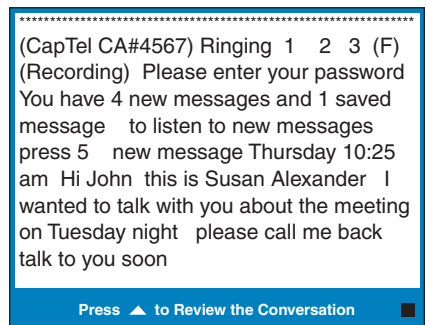 ***************************************************************
(CapTel CA#4567) Ringing 1 2 3 (F)
(Recording) Please enter your password
You have 4 new messages and 1 saved
message to listen to new messages
press 5 new message Thursday 10:25
am Hi John this is Susan Alexander I
wanted to talk with you about the meeting
on Tuesday night please call me back
talk to you soon
Press ▲ to Review the Conversation